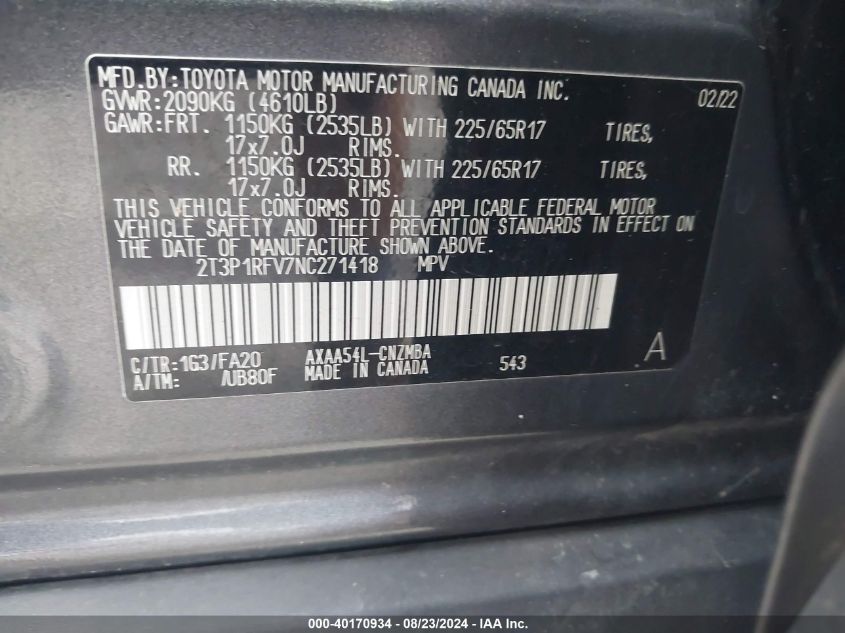 MFD.BY:TOYOTA MOTOR MANUFACTURING CANADA INC. 02/22
GVWR:2090KG (4610LB)
GAWR:FRT. 1150KG (2535LB) WITH 225/65R17 TIRES,
17x7.0J RIMS.
RR. 1150KG (2535LB) WITH 225/65R17 TIRES,
17x7.0J RIMS.
THIS VEHICLE CONFORMS TO ALL APPLICABLE FEDERAL MOTOR
VEHICLE SAFETY AND THEFT PREVENTION STANDARDS IN EFFECT ON
THE DATE OF MANUFACTURE SHOWN ABOVE.
2T3P1RFV7NC271418 MPV
C/TR:1G3/FA20 AXAA54L-CNZMBA 543 A
A/TM: /UB80F MADE IN CANADA
000-40170934 - 08/23/2024 - IAAI.com